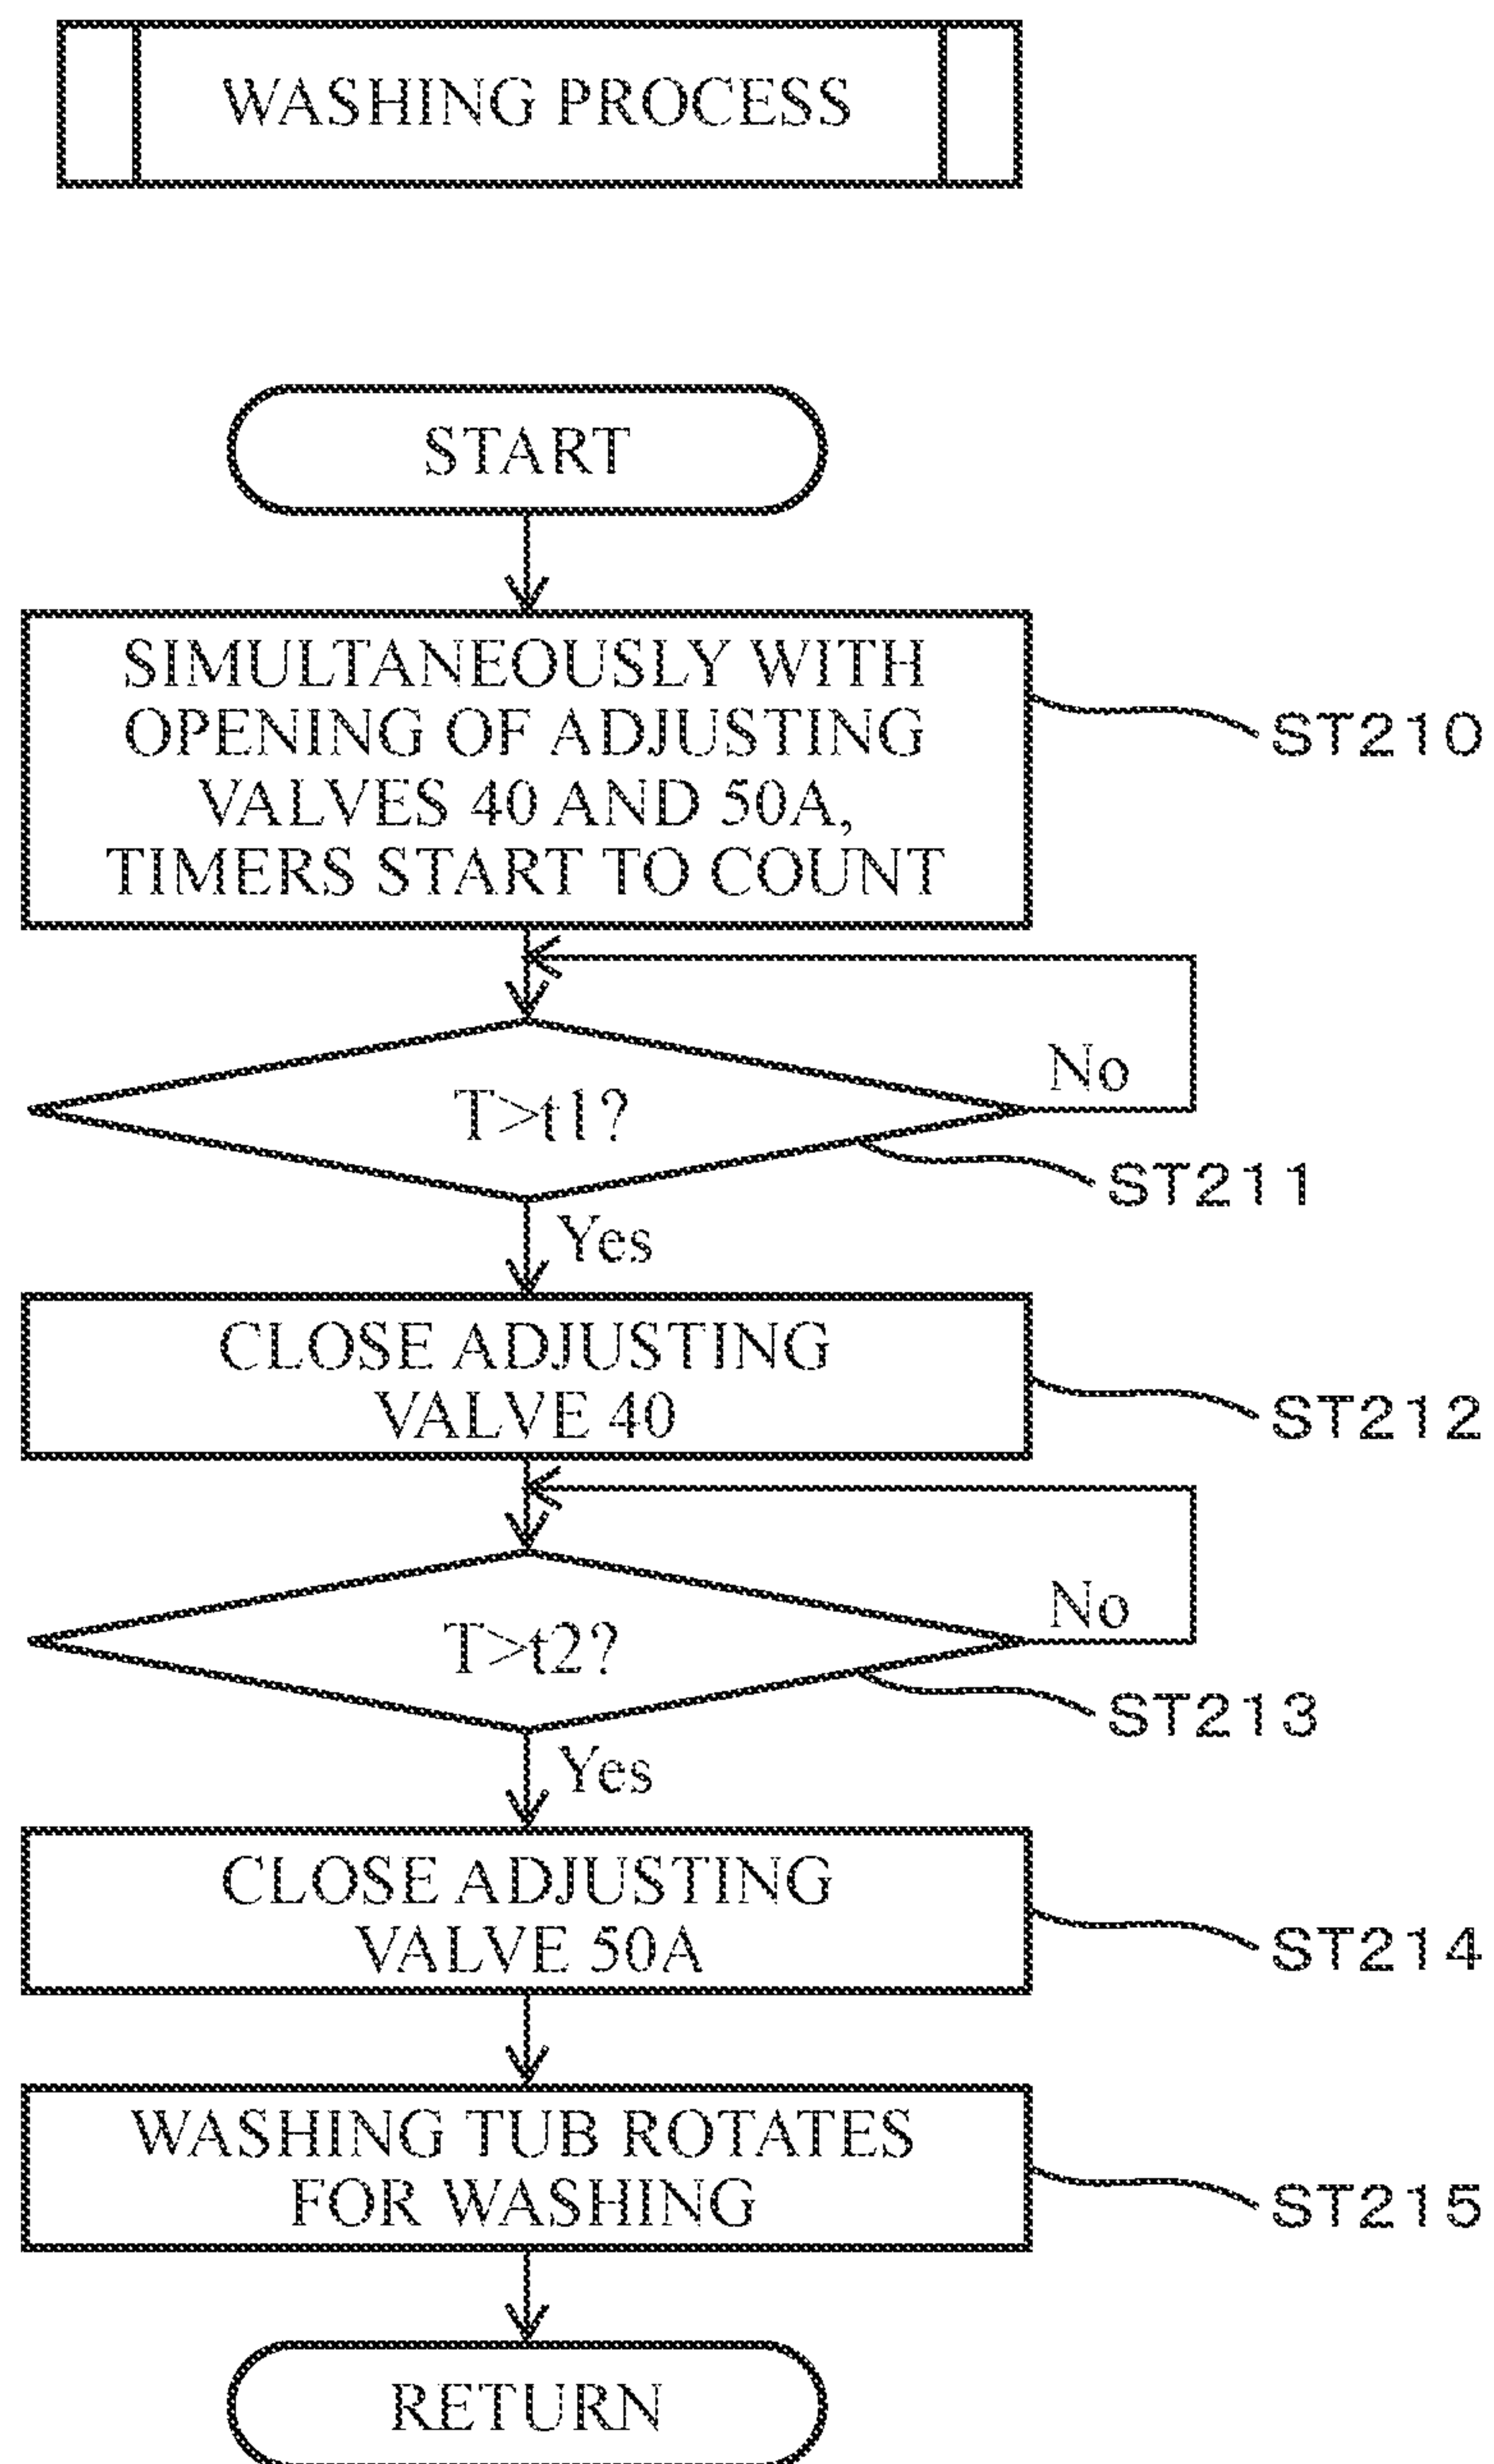 WASHING PROCESS
START
SIMULTANEOUSLY WITH
OPENING OF ADJUSTING
VALVES 40 AND 50A,
TIMERS START TO COUNT
ST210
No
T>t1?
ST211
Yes
CLOSE ADJUSTING
VALVE 40
ST212
No
T>t2?
ST213
Yes
CLOSE ADJUSTING
VALVE 50A
ST214
WASHING TUB ROTATES
FOR WASHING
ST215
RETURN